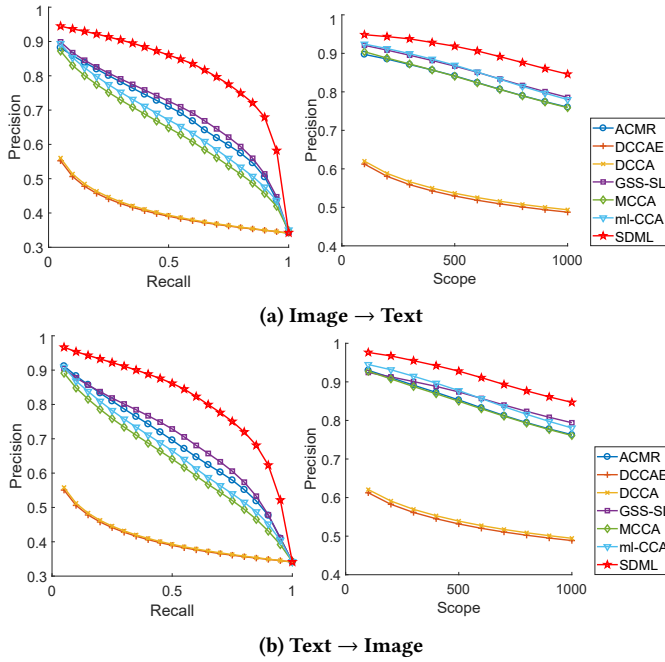 1
0.9
0.8
0.7
0.6
0.5
0.4
0.3
Precision
0
0.5
1
Recall
1
0.9
0.8
0.7
0.6
0.5
0.4
Precision
0
500
1000
Scope
ACMR
DCCAE
DCCA
GSS-SL
MCCA
ml-CCA
SDML
(a) Image → Text
1
0.9
0.8
0.7
0.6
0.5
0.4
0.3
Precision
0
0.5
1
Recall
1
0.9
0.8
0.7
0.6
0.5
0.4
Precision
0
500
1000
Scope
ACMR
DCCAE
DCCA
GSS-SL
MCCA
ml-CCA
SDML
(b) Text → Image